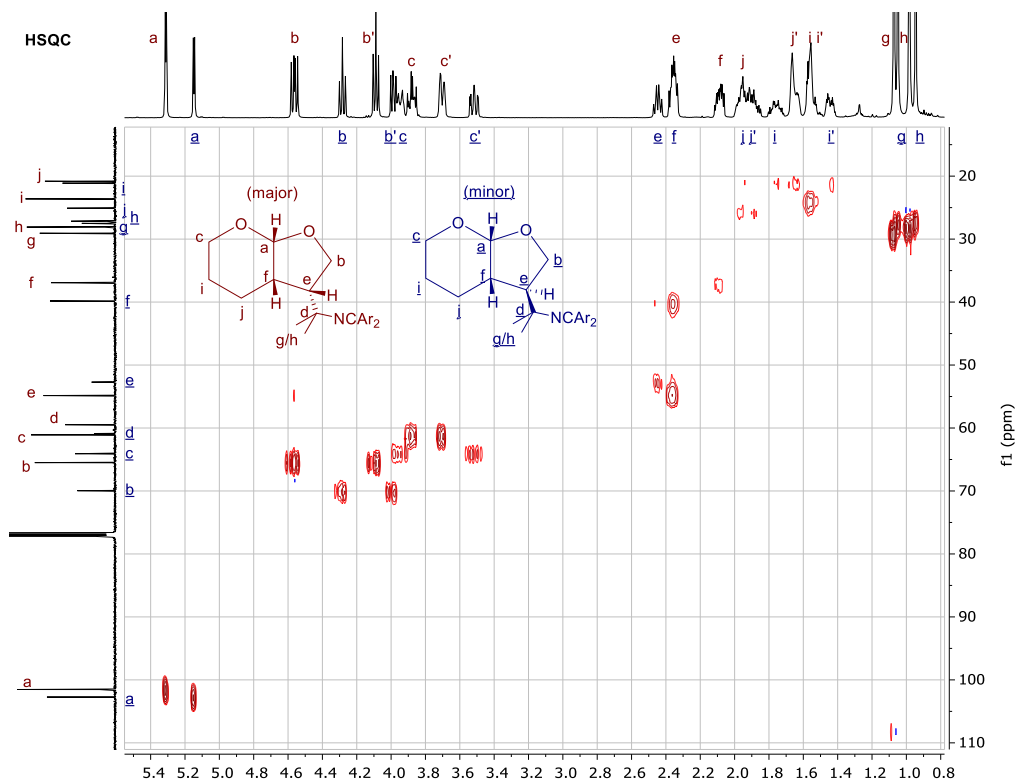 HSQC
a b b' c c' e f j j' i i' g h
a b b' c c' e f j j' i i' g h
j
i
i
j
h
h
g
g
f
f
e
e
d
d
c
c
b
b
a
a
(major)
H
O
O
c
a
b
i
f
e
H
H
j
d
NCAr2
g/h
(minor)
H
O
O
c
a
b
f
e
i
H
H
j
d
NCAr2
g/h
20
30
40
50
60
70
80
90
100
110
f1 (ppm)
5.4 5.2 5.0 4.8 4.6 4.4 4.2 4.0 3.8 3.6 3.4 3.2 3.0 2.8 2.6 2.4 2.2 2.0 1.8 1.6 1.4 1.2 1.0 0.8